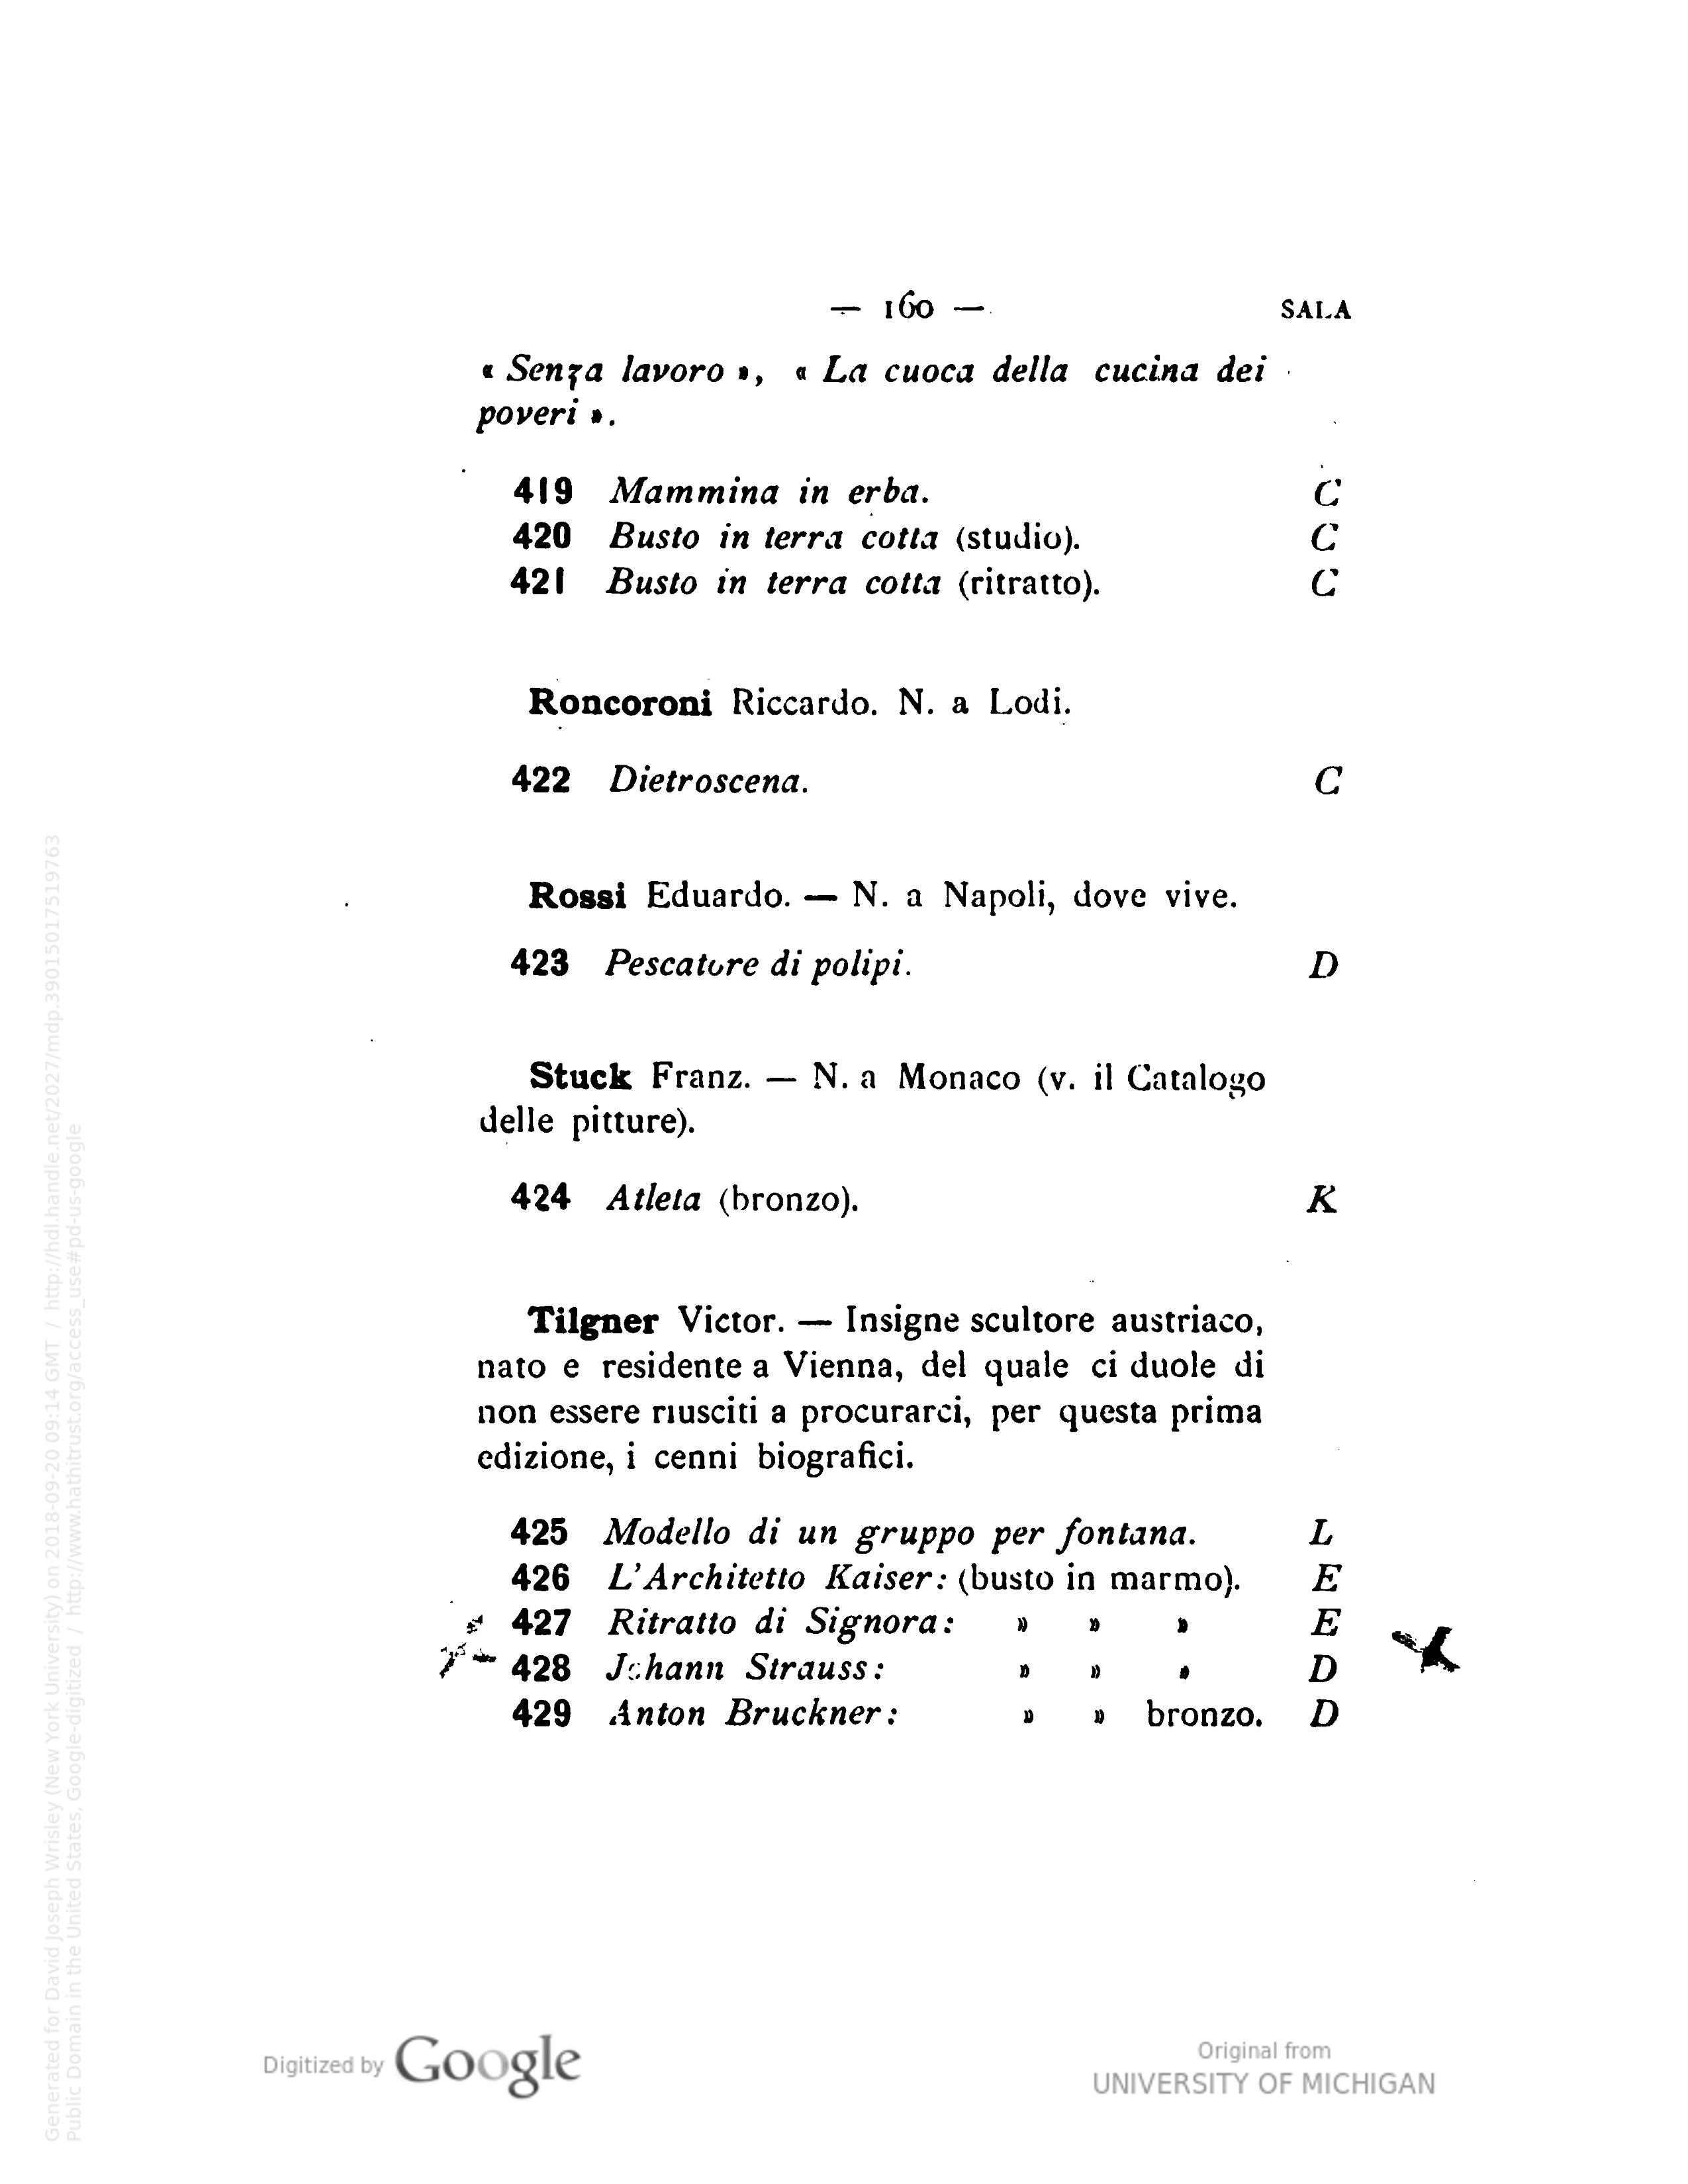 — 160 — SALA
« Senza lavoro », « La cuoca della cucina dei
poveri ».
419 Mammina in erba. C
420 Busto in terra cotta (studio). C
421 Busto in terra cotta (ritratto). C
Roncoroni Riccardo. N. a Lodi.
422 Dietroscena. C
Rossi Eduardo. — N. a Napoli, dove vive.
423 Pescatore di polipi. D
Stuck Franz. — N. a Monaco (v. il Catalogo
delle pitture).
424 Atleta (bronzo). K
Tilgner Victor. — Insigne scultore austriaco,
nato e residente a Vienna, del quale ci duole di
non essere riusciti a procurarci, per questa prima
edizione, i cenni biografici.
425 Modello di un gruppo per fontana. L
426 L'Architetto Kaiser: (busto in marmo). E
427 Ritratto di Signora: » » » E
428 Johann Strauss: » » » D
429 Anton Bruckner: » » bronzo. D
Generated for David Joseph Wrisley (New York University) on 2018-09-20 09:14 GMT / http://hdl.handle.net/2027/mdp.39015017519763
Public Domain in the United States, Google-digitized / http://www.hathitrust.org/access_use#pd-us-google
Digitized by Google
Original from
UNIVERSITY OF MICHIGAN